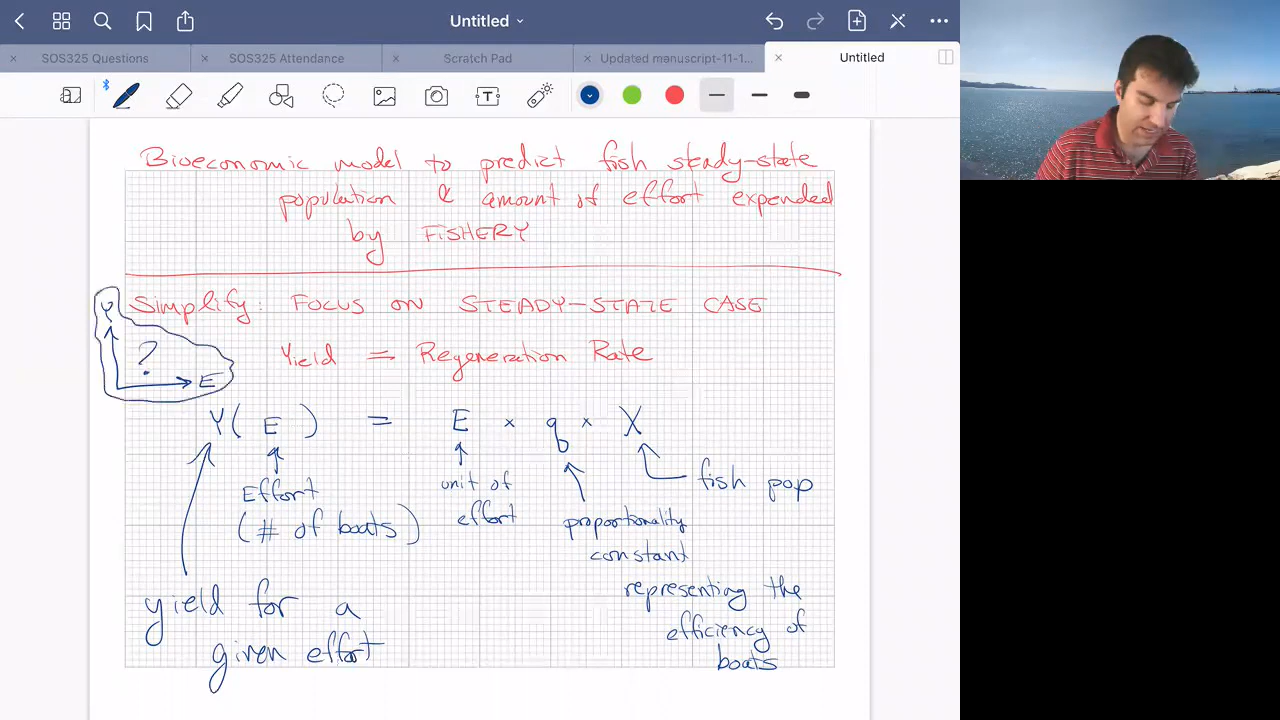 Untitled
SOS325 Questions
SOS325 Attendance
Scratch Pad
Updated manuscript-11-1...
Untitled
Bioeconomic model to predict fish steady-state
population & amount of effort expended
by FISHERY
Simplify: FOCUS ON STEADY-STATE CASE
Yield = Regeneration Rate
Y
?
E
Y( E ) = E × q × X
Effort
(# of boats)
unit of
effort
proportionality
constant
representing the
efficiency of
boats
fish pop
yield for a
given effort